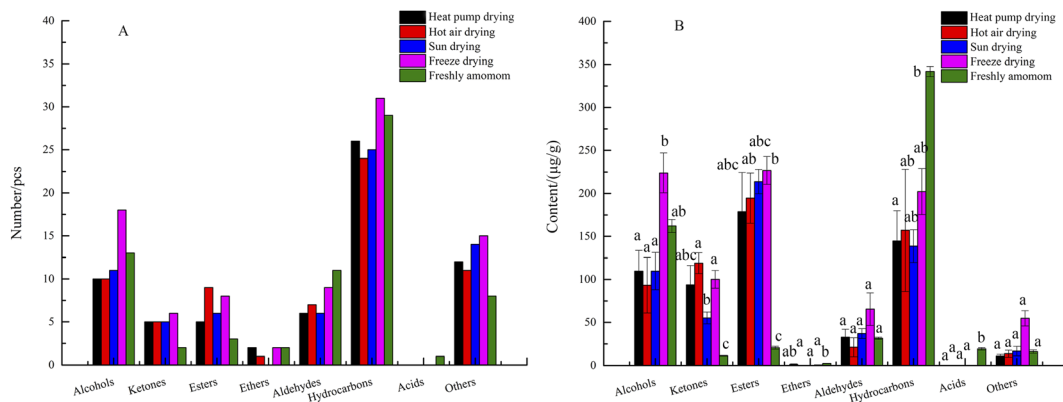 A
Heat pump drying
Hot air drying
Sun drying
Freeze drying
Freshly amomom
Number/pcs
40
35
30
25
20
15
10
5
0
Alcohols
Ketones
Esters
Ethers
Aldehydes
Hydrocarbons
Acids
Others
B
Heat pump drying
Hot air drying
Sun drying
Freeze drying
Freshly amomom
Content/(μg/g)
400
350
300
250
200
150
100
50
0
a a a b ab
abc a b a c
abc ab abc b c
ab a a a b
a a a a a
a ab ab ab b
a a a a b
a a a a a
Alcohols
Ketones
Esters
Ethers
Aldehydes
Hydrocarbons
Acids
Others